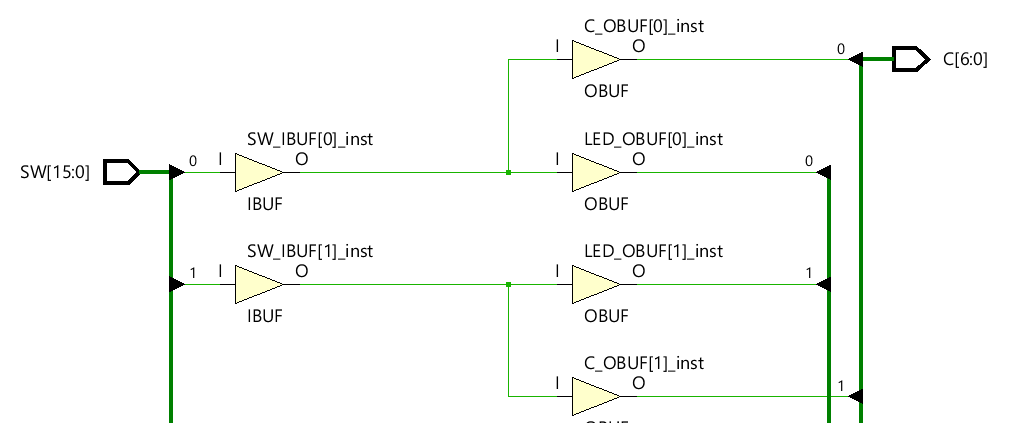 C_OBUF[0]_inst
I
O
0
C[6:0]
OBUF
SW_IBUF[0]_inst
LED_OBUF[0]_inst
SW[15:0]
0
I
O
I
O
0
IBUF
OBUF
SW_IBUF[1]_inst
LED_OBUF[1]_inst
1
I
O
I
O
1
IBUF
OBUF
C_OBUF[1]_inst
I
O
1
OBUF